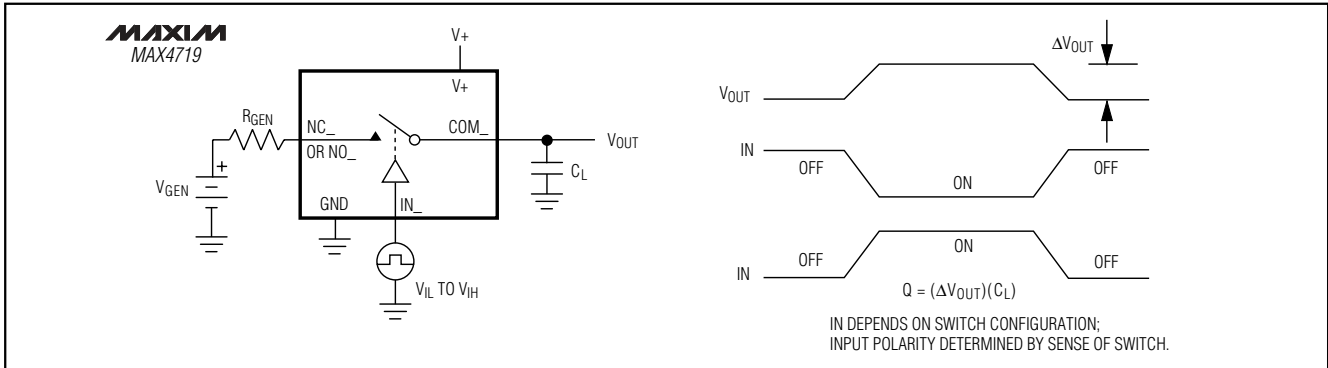 MAXIM
MAX4719
V+
V+
RGEN
NC_
OR NO_
COM_
VOUT
CL
VGEN
+
GND
IN_
VIL TO VIH
ΔVOUT
VOUT
IN
OFF
ON
OFF
IN
OFF
ON
OFF
Q = (ΔVOUT)(CL)
IN DEPENDS ON SWITCH CONFIGURATION;
INPUT POLARITY DETERMINED BY SENSE OF SWITCH.